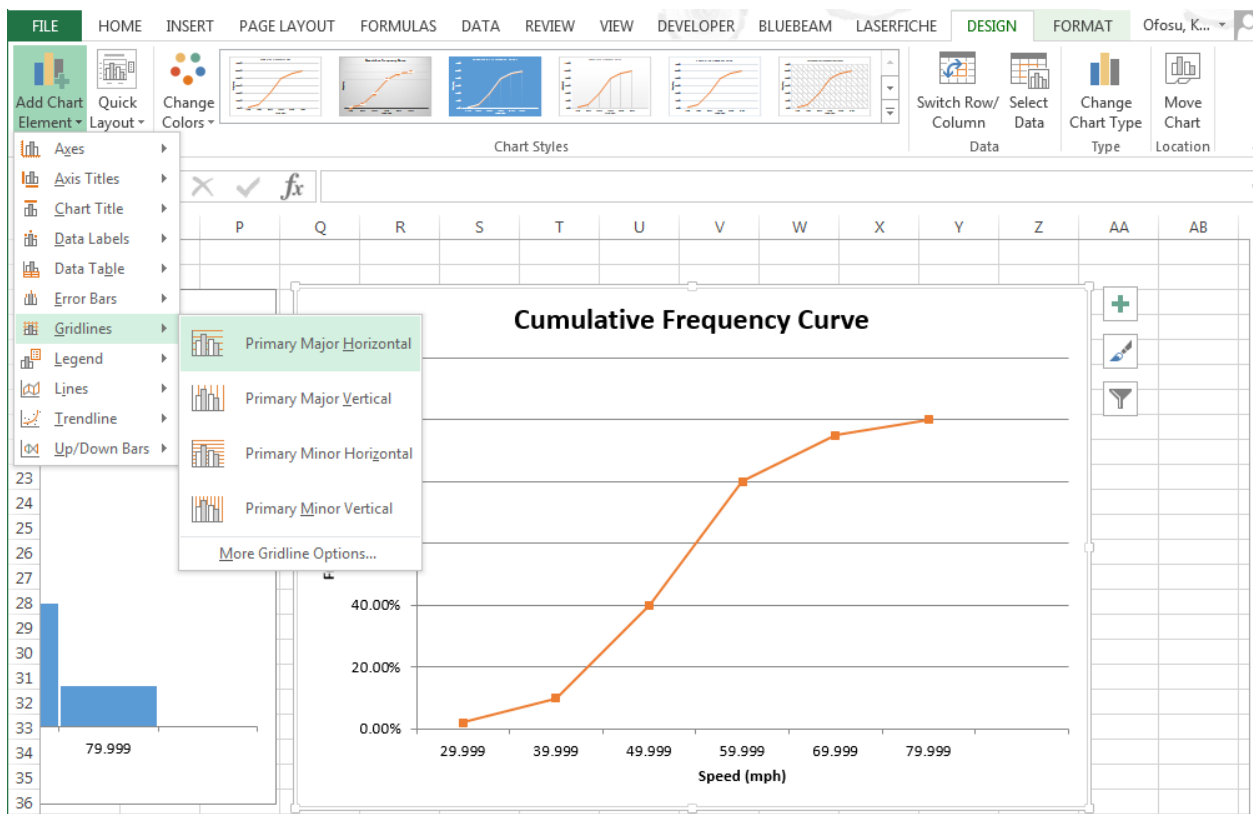 FILE HOME INSERT PAGE LAYOUT FORMULAS DATA REVIEW VIEW DEVELOPER BLUEBEAM LASERFICHE DESIGN FORMAT Ofosu, K...
Add Chart Element
Quick Layout
Change Colors
Switch Row/ Column
Select Data
Change Chart Type
Move Chart
Chart Styles
Data
Type
Location
Axes
Axis Titles
Chart Title
Data Labels
Data Table
Error Bars
Gridlines
Legend
Lines
Trendline
Up/Down Bars
Primary Major Horizontal
Primary Major Vertical
Primary Minor Horizontal
Primary Minor Vertical
More Gridline Options...
fx
P Q R S T U V W X Y Z AA AB
23
24
25
26
27
28
29
30
31
32
33
34
35
36
79.999
Cumulative Frequency Curve
40.00%
20.00%
0.00%
29.999 39.999 49.999 59.999 69.999 79.999
Speed (mph)